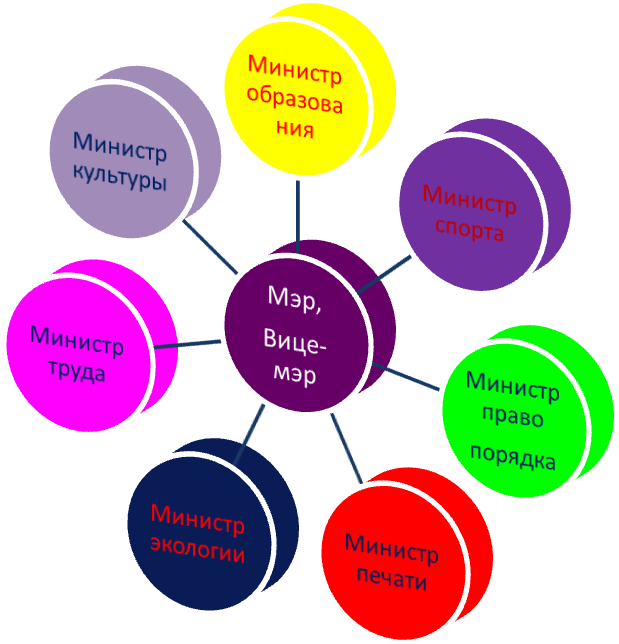 Министр
образова
ния
Министр
спорта
Министр
право
порядка
Министр
печати
Министр
экологии
Министр
труда
Министр
культуры
Мэр,
Вице-
мэр